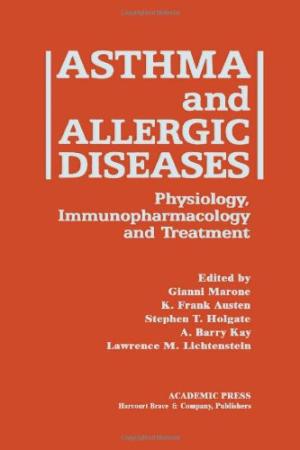 ASTHMA
and
ALLERGIC
DISEASES
Physiology,
Immunopharmacology
and Treatment
Edited by
Gianni Marone
K. Frank Austen
Stephen T. Holgate
A. Barry Kay
Lawrence M. Lichtenstein
ACADEMIC PRESS
Harcourt Brace & Company, Publishers